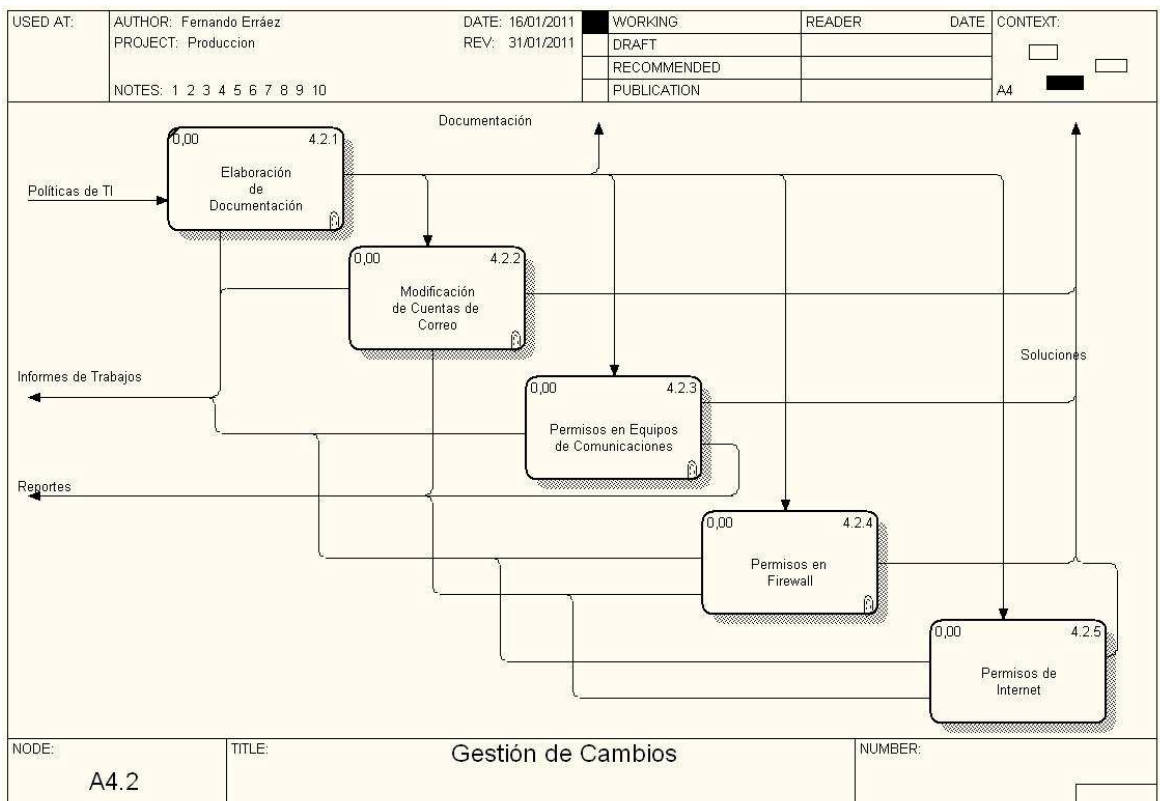 USED AT:
AUTHOR: Fernando Erráez
DATE: 16/01/2011
PROJECT: Produccion
REV: 31/01/2011
NOTES: 1 2 3 4 5 6 7 8 9 10
WORKING
DRAFT
RECOMMENDED
PUBLICATION
READER
DATE
CONTEXT:
A4
Documentación
0,00
4.2.1
Elaboración
de
Documentación
Políticas de TI
0,00
4.2.2
Modificación
de Cuentas de
Correo
Soluciones
Informes de Trabajos
0,00
4.2.3
Permisos en Equipos
de Comunicaciones
Reportes
0,00
4.2.4
Permisos en
Firewall
0,00
4.2.5
Permisos de
Internet
NODE:
A4.2
TITLE:
Gestión de Cambios
NUMBER: